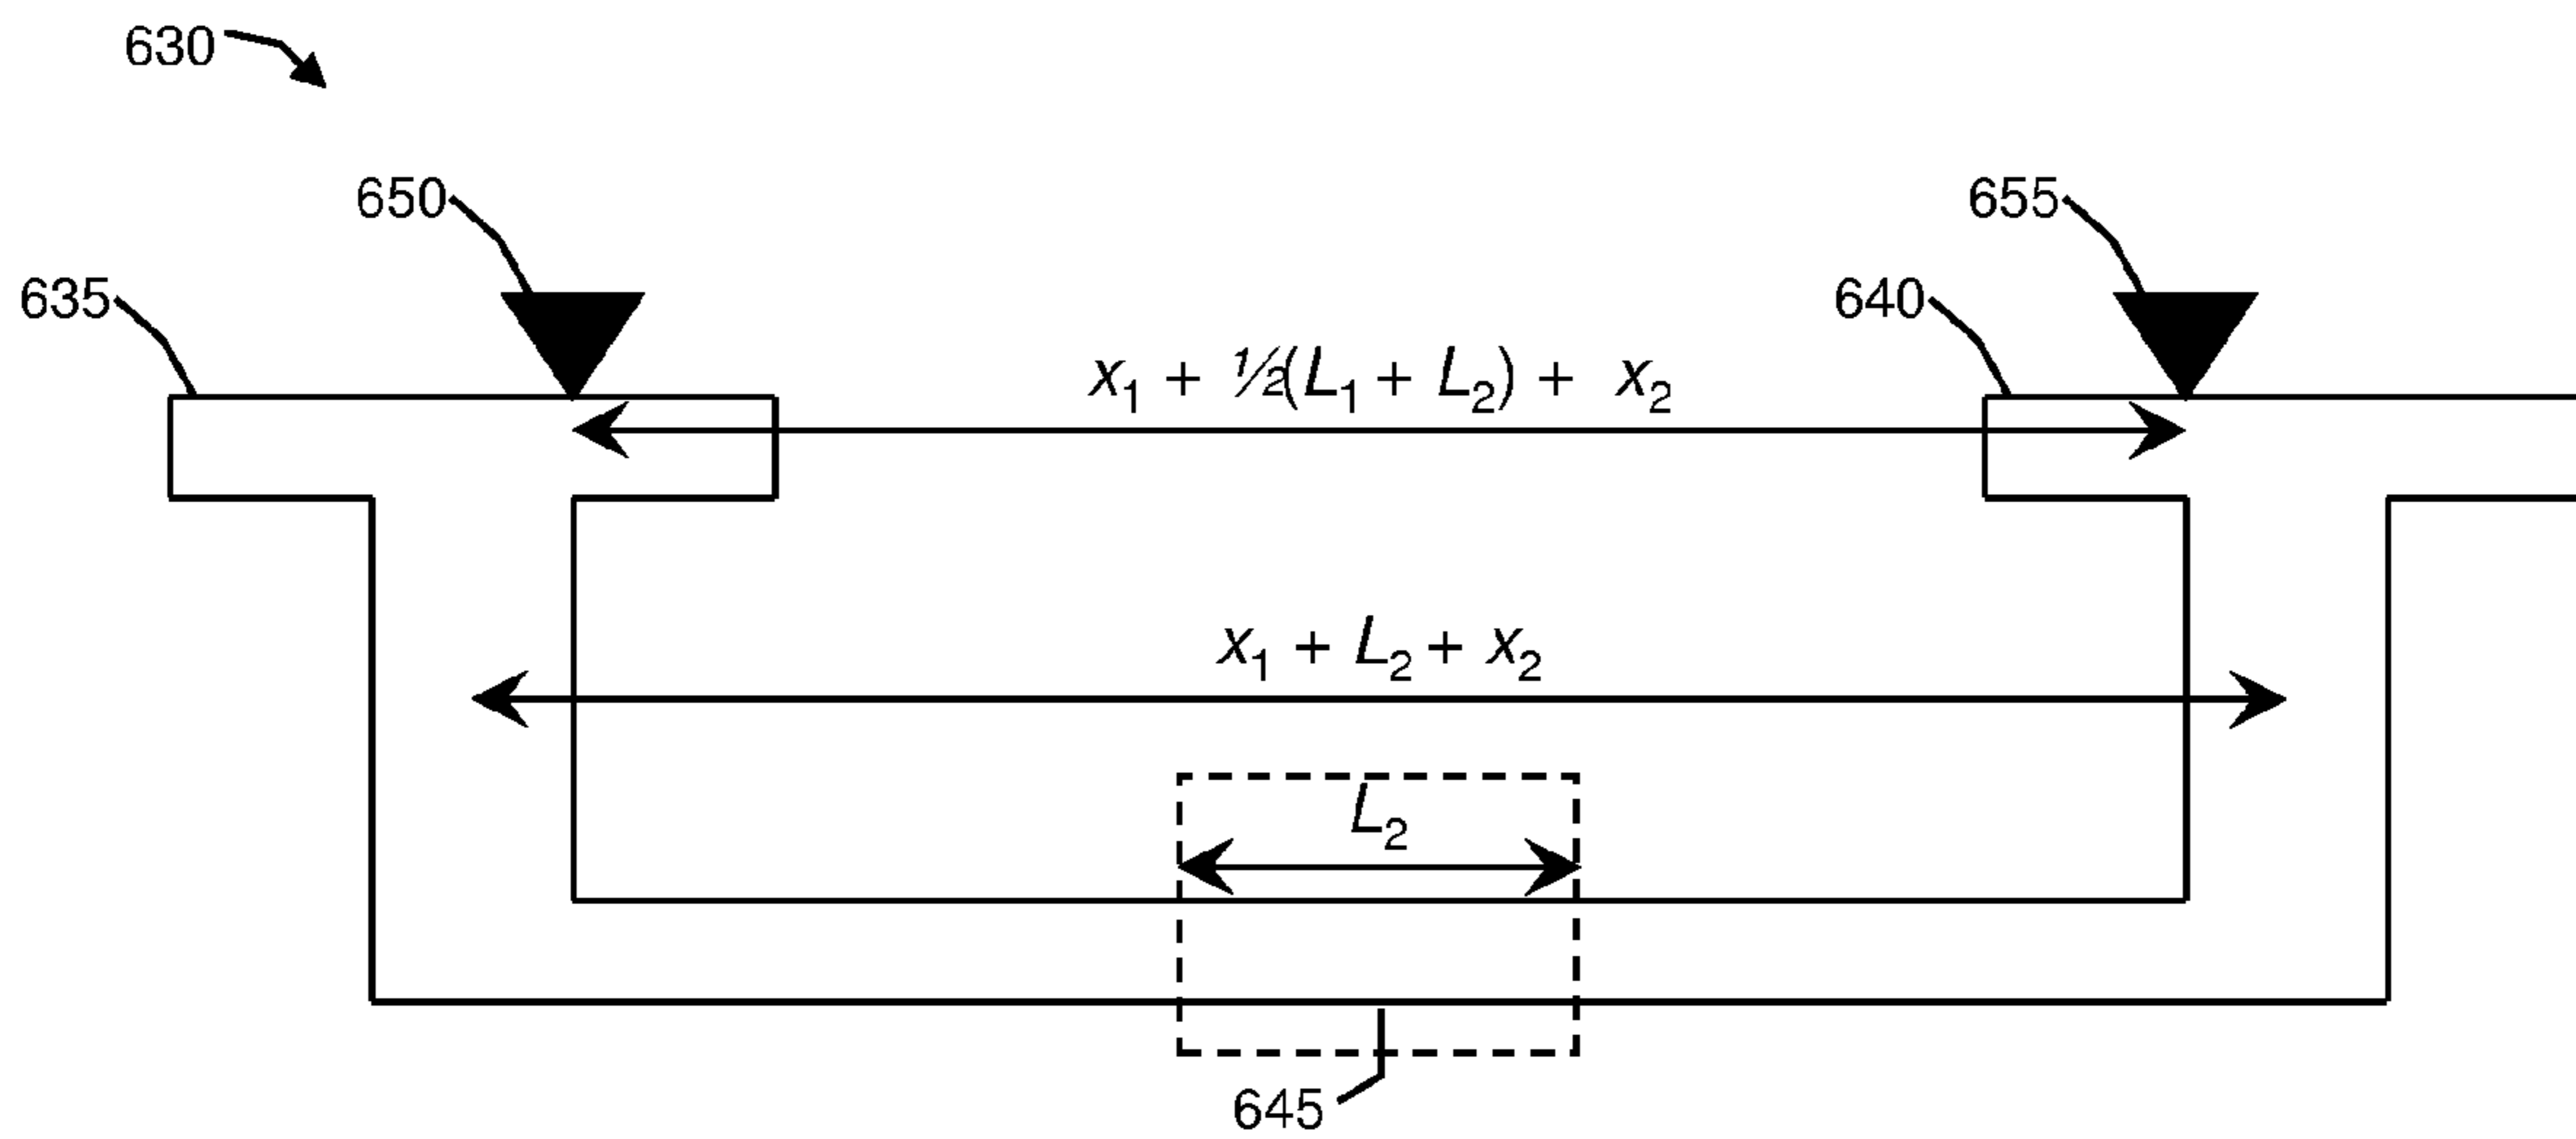 630
650
655
635
640
x₁ + ½(L₁ + L₂) + x₂
x₁ + L₂ + x₂
L₂
645